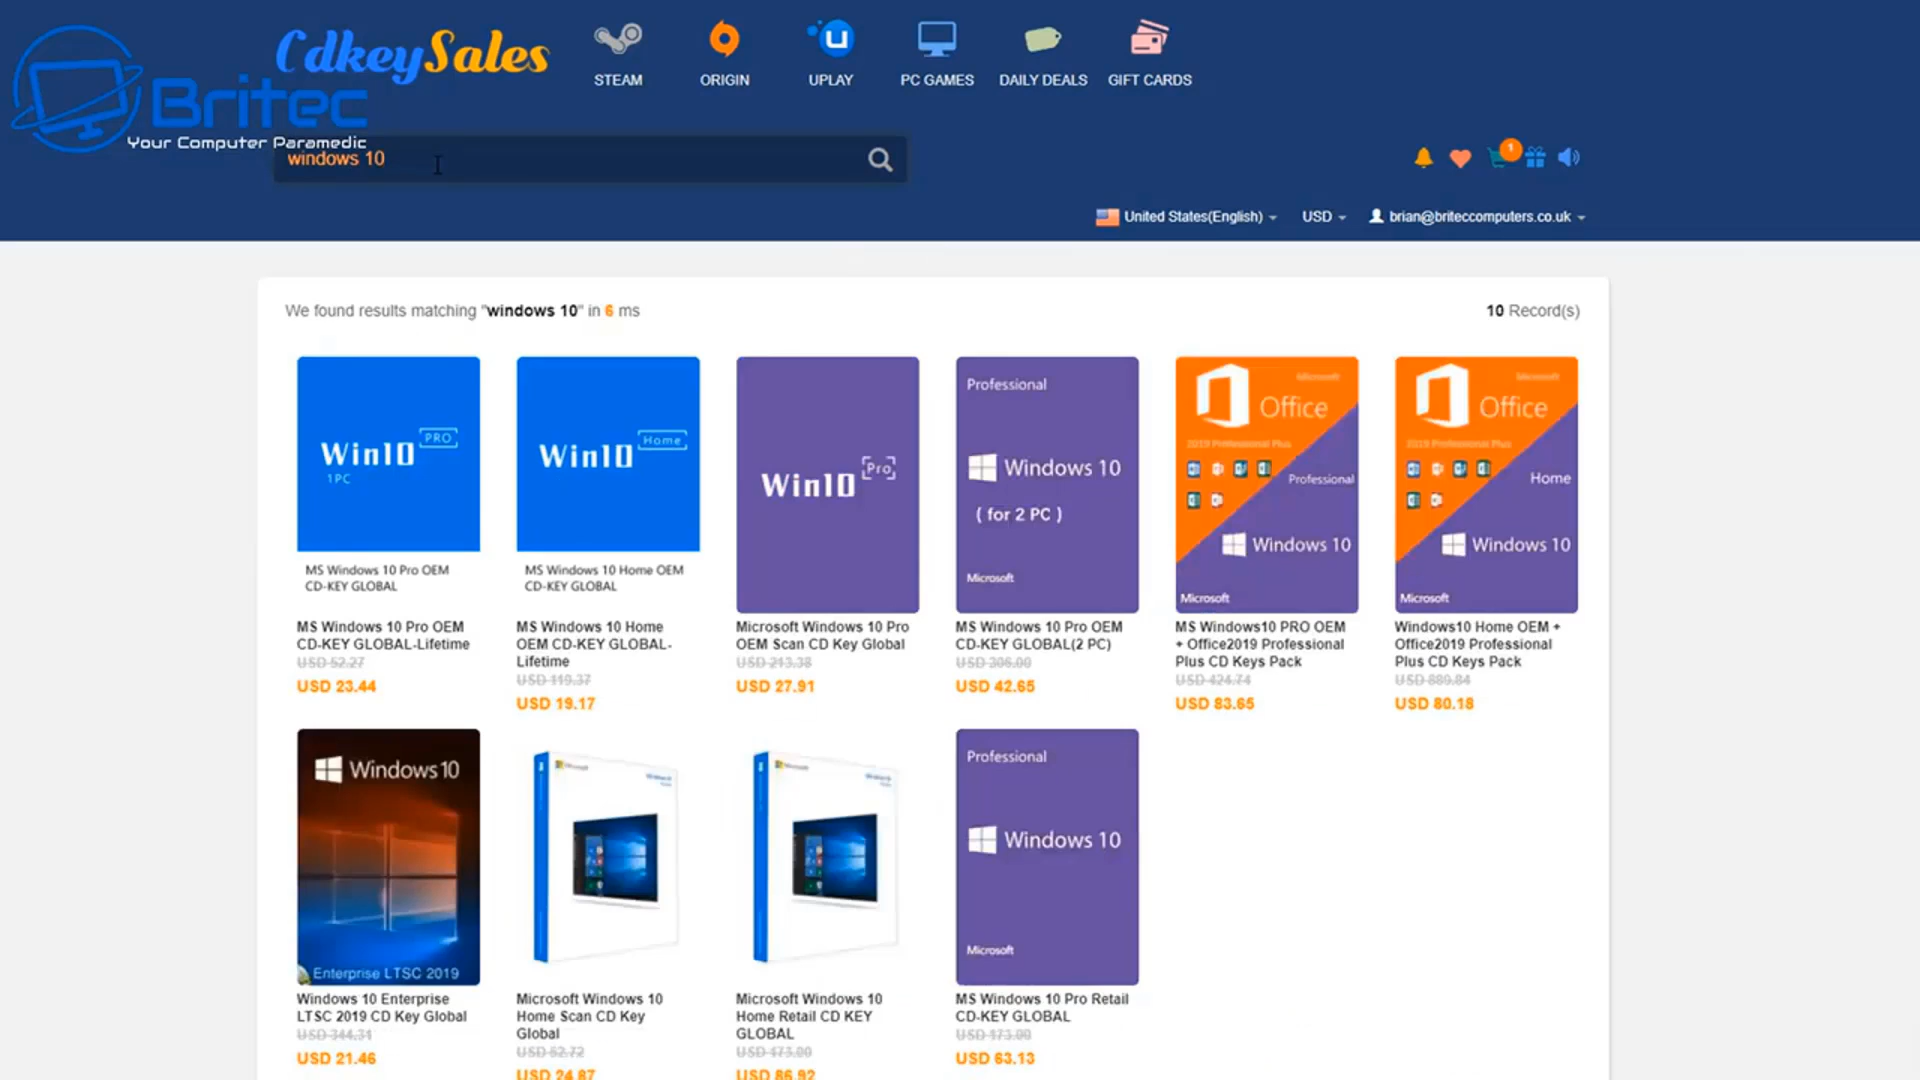 CdkeySales
STEAM
ORIGIN
UPLAY
PC GAMES
DAILY DEALS
GIFT CARDS
Britec
Your Computer Paramedic
windows 10
1
United States(English)
USD
brian@briteccomputers.co.uk
We found results matching "windows 10" in 6 ms
10 Record(s)
Win10 PRO
1PC
MS Windows 10 Pro OEM
CD-KEY GLOBAL
MS Windows 10 Pro OEM
CD-KEY GLOBAL-Lifetime
USD 52.27
USD 23.44
Win10 Home
MS Windows 10 Home OEM
CD-KEY GLOBAL
MS Windows 10 Home
OEM CD-KEY GLOBAL-
Lifetime
USD 119.37
USD 19.17
Win10 Pro
Microsoft Windows 10 Pro
OEM Scan CD Key Global
USD 213.38
USD 27.91
Professional
Windows 10
( for 2 PC )
Microsoft
MS Windows 10 Pro OEM
CD-KEY GLOBAL(2 PC)
USD 306.00
USD 42.65
Microsoft
Office
2019 Professional Plus
Professional
Windows 10
Microsoft
MS Windows10 PRO OEM
+ Office2019 Professional
Plus CD Keys Pack
USD 424.74
USD 83.65
Microsoft
Office
2019 Professional Plus
Home
Windows 10
Microsoft
Windows10 Home OEM +
Office2019 Professional
Plus CD Keys Pack
USD 889.84
USD 80.18
Windows 10
Enterprise LTSC 2019
Windows 10 Enterprise
LTSC 2019 CD Key Global
USD 344.31
USD 21.46
Microsoft Windows 10
Home Scan CD Key
Global
USD 52.72
USD 24.87
Microsoft Windows 10
Home Retail CD KEY
GLOBAL
USD 173.00
USD 86.92
Professional
Windows 10
Microsoft
MS Windows 10 Pro Retail
CD-KEY GLOBAL
USD 173.00
USD 63.13